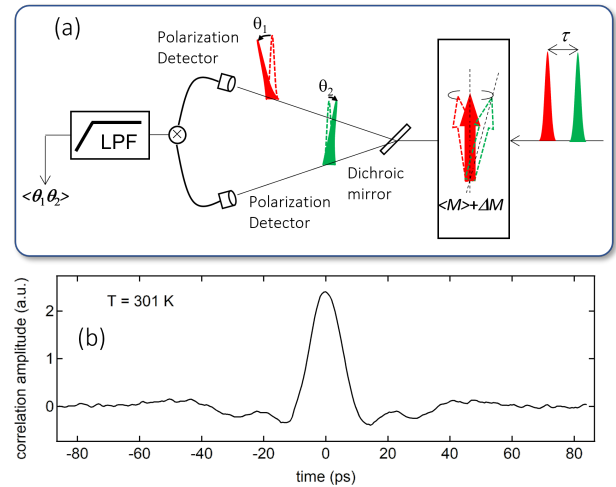 (a)
θ1
Polarization
Detector
θ2
τ
LPF
⊗
Dichroic
mirror
<θ1θ2>
Polarization
Detector
<M>+ΔM
T = 301 K
(b)
correlation amplitude (a.u.)
2
1
0
-80 -60 -40 -20 0 20 40 60 80
time (ps)